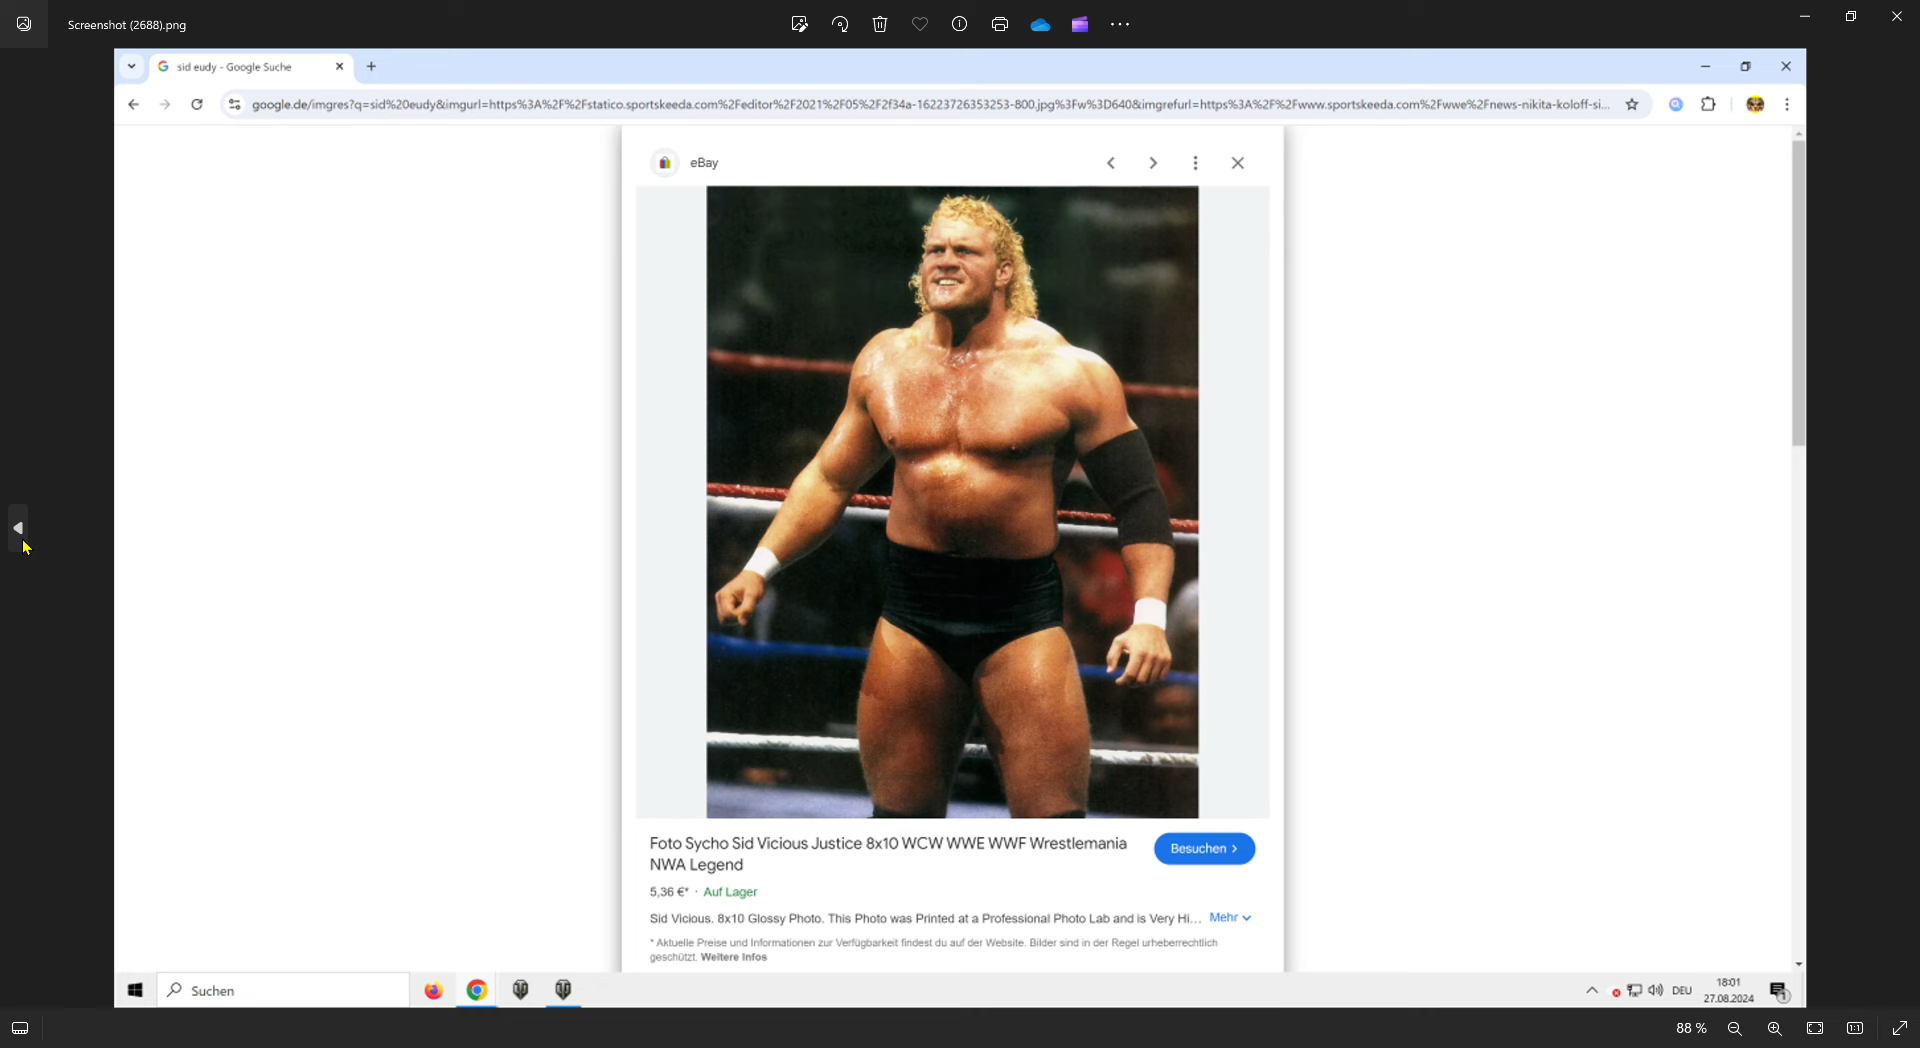 Screenshot (2688).png
sid eudy - Google Suche
google.de/imgres?q=sid%20eudy&imgurl=https%3A%2F%2Fstatico.sportskeeda.com%2Feditor%2F2021%2F05%2F2f34a-16223726353253-800.jpg%3Fw%3D640&imgrefurl=https%3A%2F%2Fwww.sportskeeda.com%2Fwwe%2Fnews-nikita-koloff-si...
eBay
Foto Sycho Sid Vicious Justice 8x10 WCW WWE WWF Wrestlemania
NWA Legend
Besuchen >
5,36 €* · Auf Lager
Sid Vicious. 8x10 Glossy Photo. This Photo was Printed at a Professional Photo Lab and is Very Hi... Mehr
* Aktuelle Preise und Informationen zur Verfügbarkeit findest du auf der Website. Bilder sind in der Regel urheberrechtlich
geschützt. Weitere Infos
Suchen
DEU
18:01
27.08.2024
1
88 %
1:1